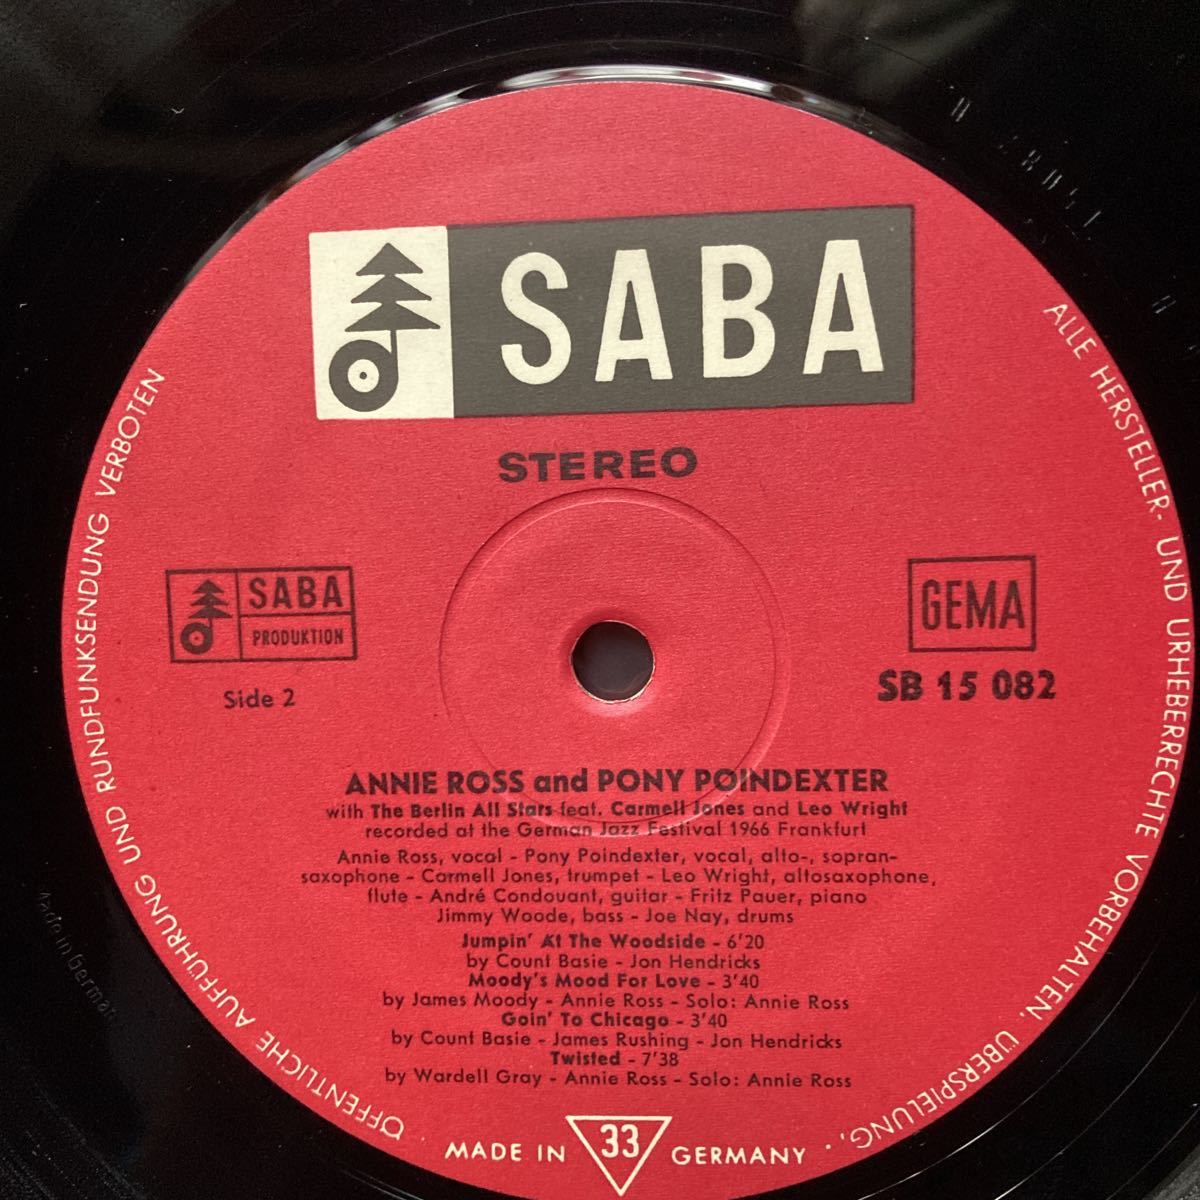 SABA
STEREO
SABA
PRODUKTION
GEMA
Side 2
SB 15 082
ANNIE ROSS and PONY POINDEXTER
with The Berlin All Stars feat. Carmell Jones and Leo Wright
recorded at the German Jazz Festival 1966 Frankfurt
Annie Ross, vocal - Pony Poindexter, vocal, alto-, sopran-
saxophone - Carmell Jones, trumpet - Leo Wright, altosaxophone,
flute - André Condouant, guitar - Fritz Pauer, piano
Jimmy Woode, bass - Joe Nay, drums
Jumpin' At The Woodside - 6'20
by Count Basie - Jon Hendricks
Moody's Mood For Love - 3'40
by James Moody - Annie Ross - Solo: Annie Ross
Goin' To Chicago - 3'40
by Count Basie - James Rushing - Jon Hendricks
Twisted - 7'38
by Wardell Gray - Annie Ross - Solo: Annie Ross
MADE IN 33 GERMANY
ALLE HERSTELLER- UND URHEBERRECHTE VORBEHALTEN. ÜBERSPIELUNG,
ÖFFENTLICHE AUFFÜHRUNG UND RUNDFUNKSENDUNG VERBOTEN
Made in German